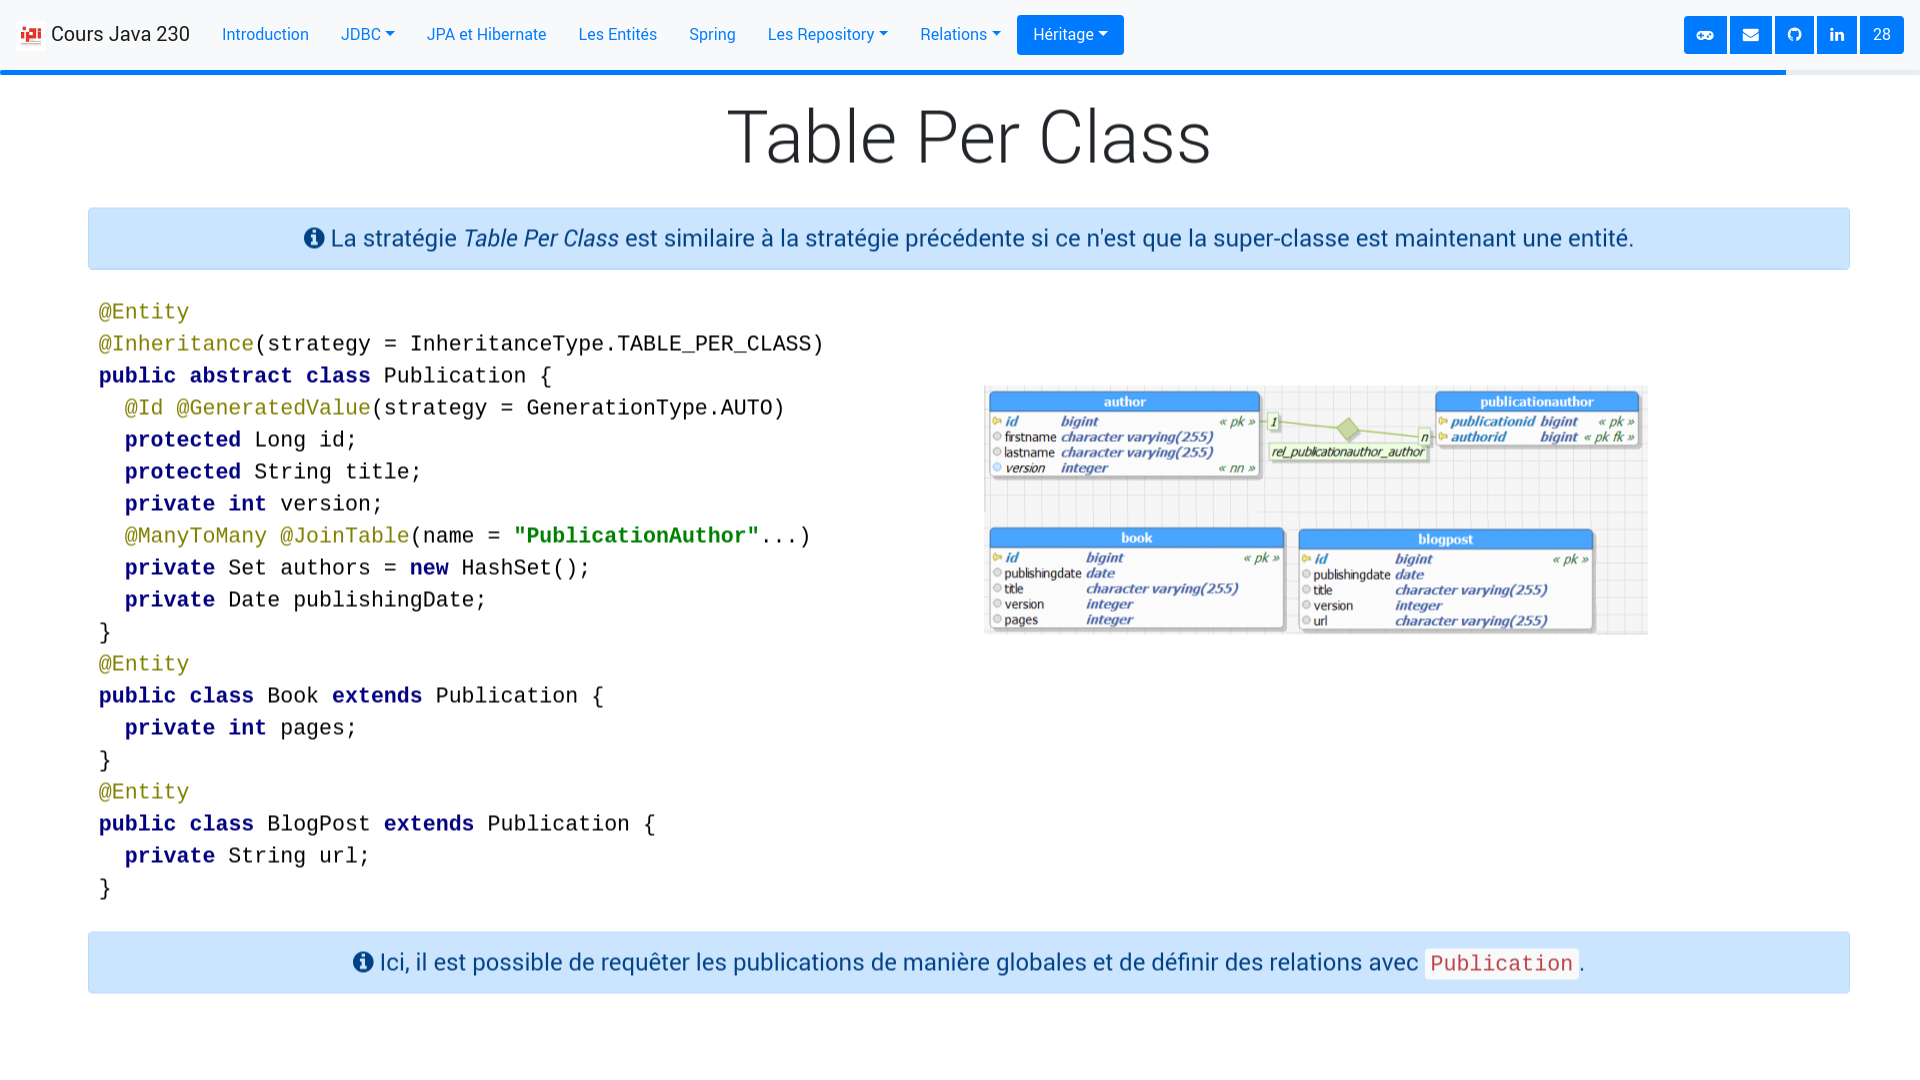 ipi Cours Java 230 Introduction JDBC JPA et Hibernate Les Entités Spring Les Repository Relations Héritage 28
Table Per Class
La stratégie Table Per Class est similaire à la stratégie précédente si ce n'est que la super-classe est maintenant une entité.
@Entity
@Inheritance(strategy = InheritanceType.TABLE_PER_CLASS)
public abstract class Publication {
@Id @GeneratedValue(strategy = GenerationType.AUTO)
protected Long id;
protected String title;
private int version;
@ManyToMany @JoinTable(name = "PublicationAuthor"...)
private Set authors = new HashSet();
private Date publishingDate;
}
@Entity
public class Book extends Publication {
private int pages;
}
@Entity
public class BlogPost extends Publication {
private String url;
}
author
id bigint « pk »
firstname character varying(255)
lastname character varying(255)
version integer « nn »
1
n
rel_publicationauthor_author
publicationauthor
publicationid bigint « pk »
authorid bigint « pk fk »
book
id bigint « pk »
publishingdate date
title character varying(255)
version integer
pages integer
blogpost
id bigint « pk »
publishingdate date
title character varying(255)
version integer
url character varying(255)
Ici, il est possible de requêter les publications de manière globales et de définir des relations avec Publication.